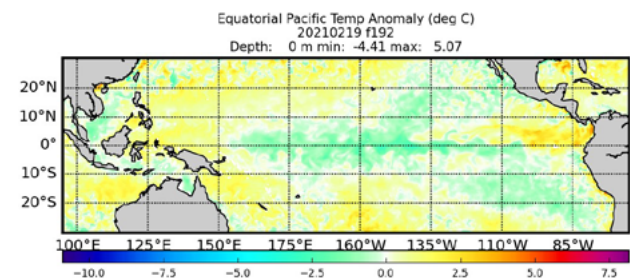 Equatorial Pacific Temp Anomaly (deg C)
20210219 f192
Depth: 0 m min: -4.41 max: 5.07
20°N
10°N
0°
10°S
20°S
100°E 125°E 150°E 175°E 160°W 135°W 110°W 85°W
−10.0 −7.5 −5.0 −2.5 0.0 2.5 5.0 7.5